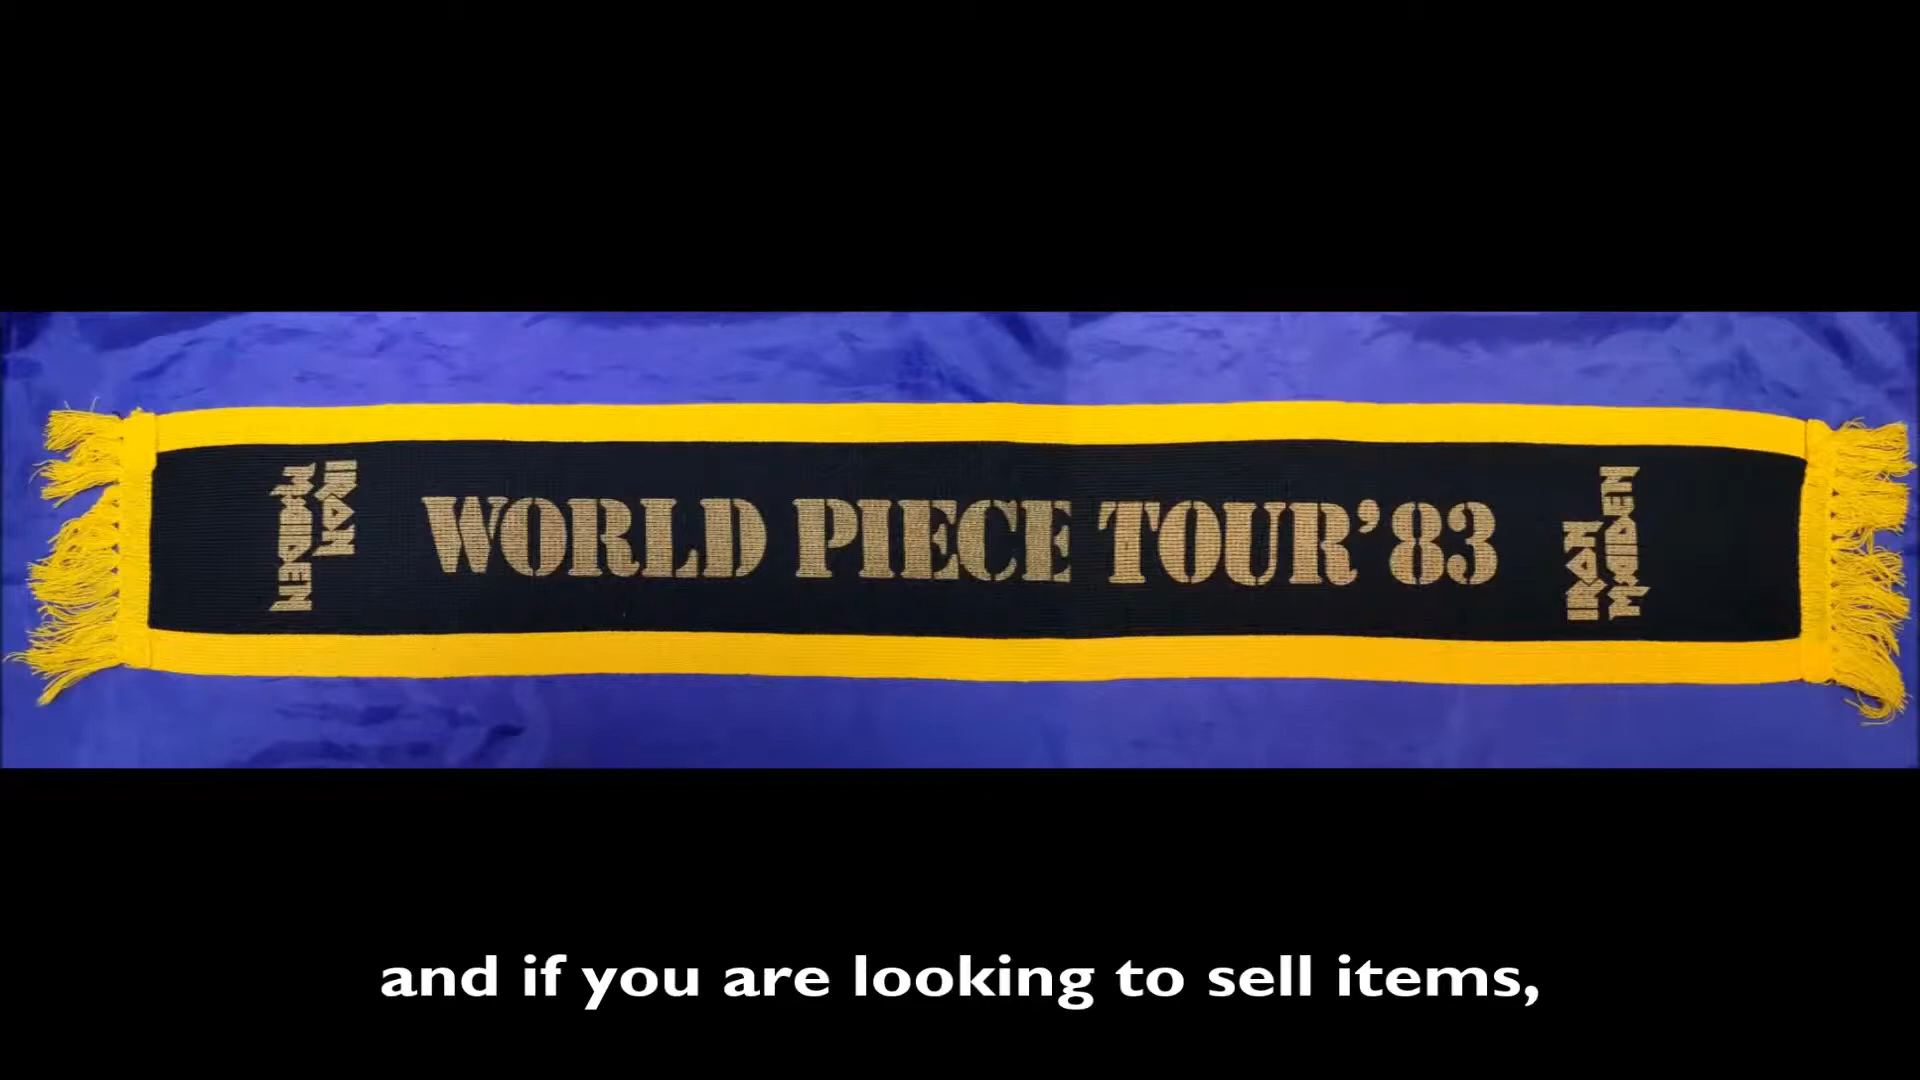 IRON
MAIDEN
WORLD PIECE TOUR'83
IRON
MAIDEN
and if you are looking to sell items,